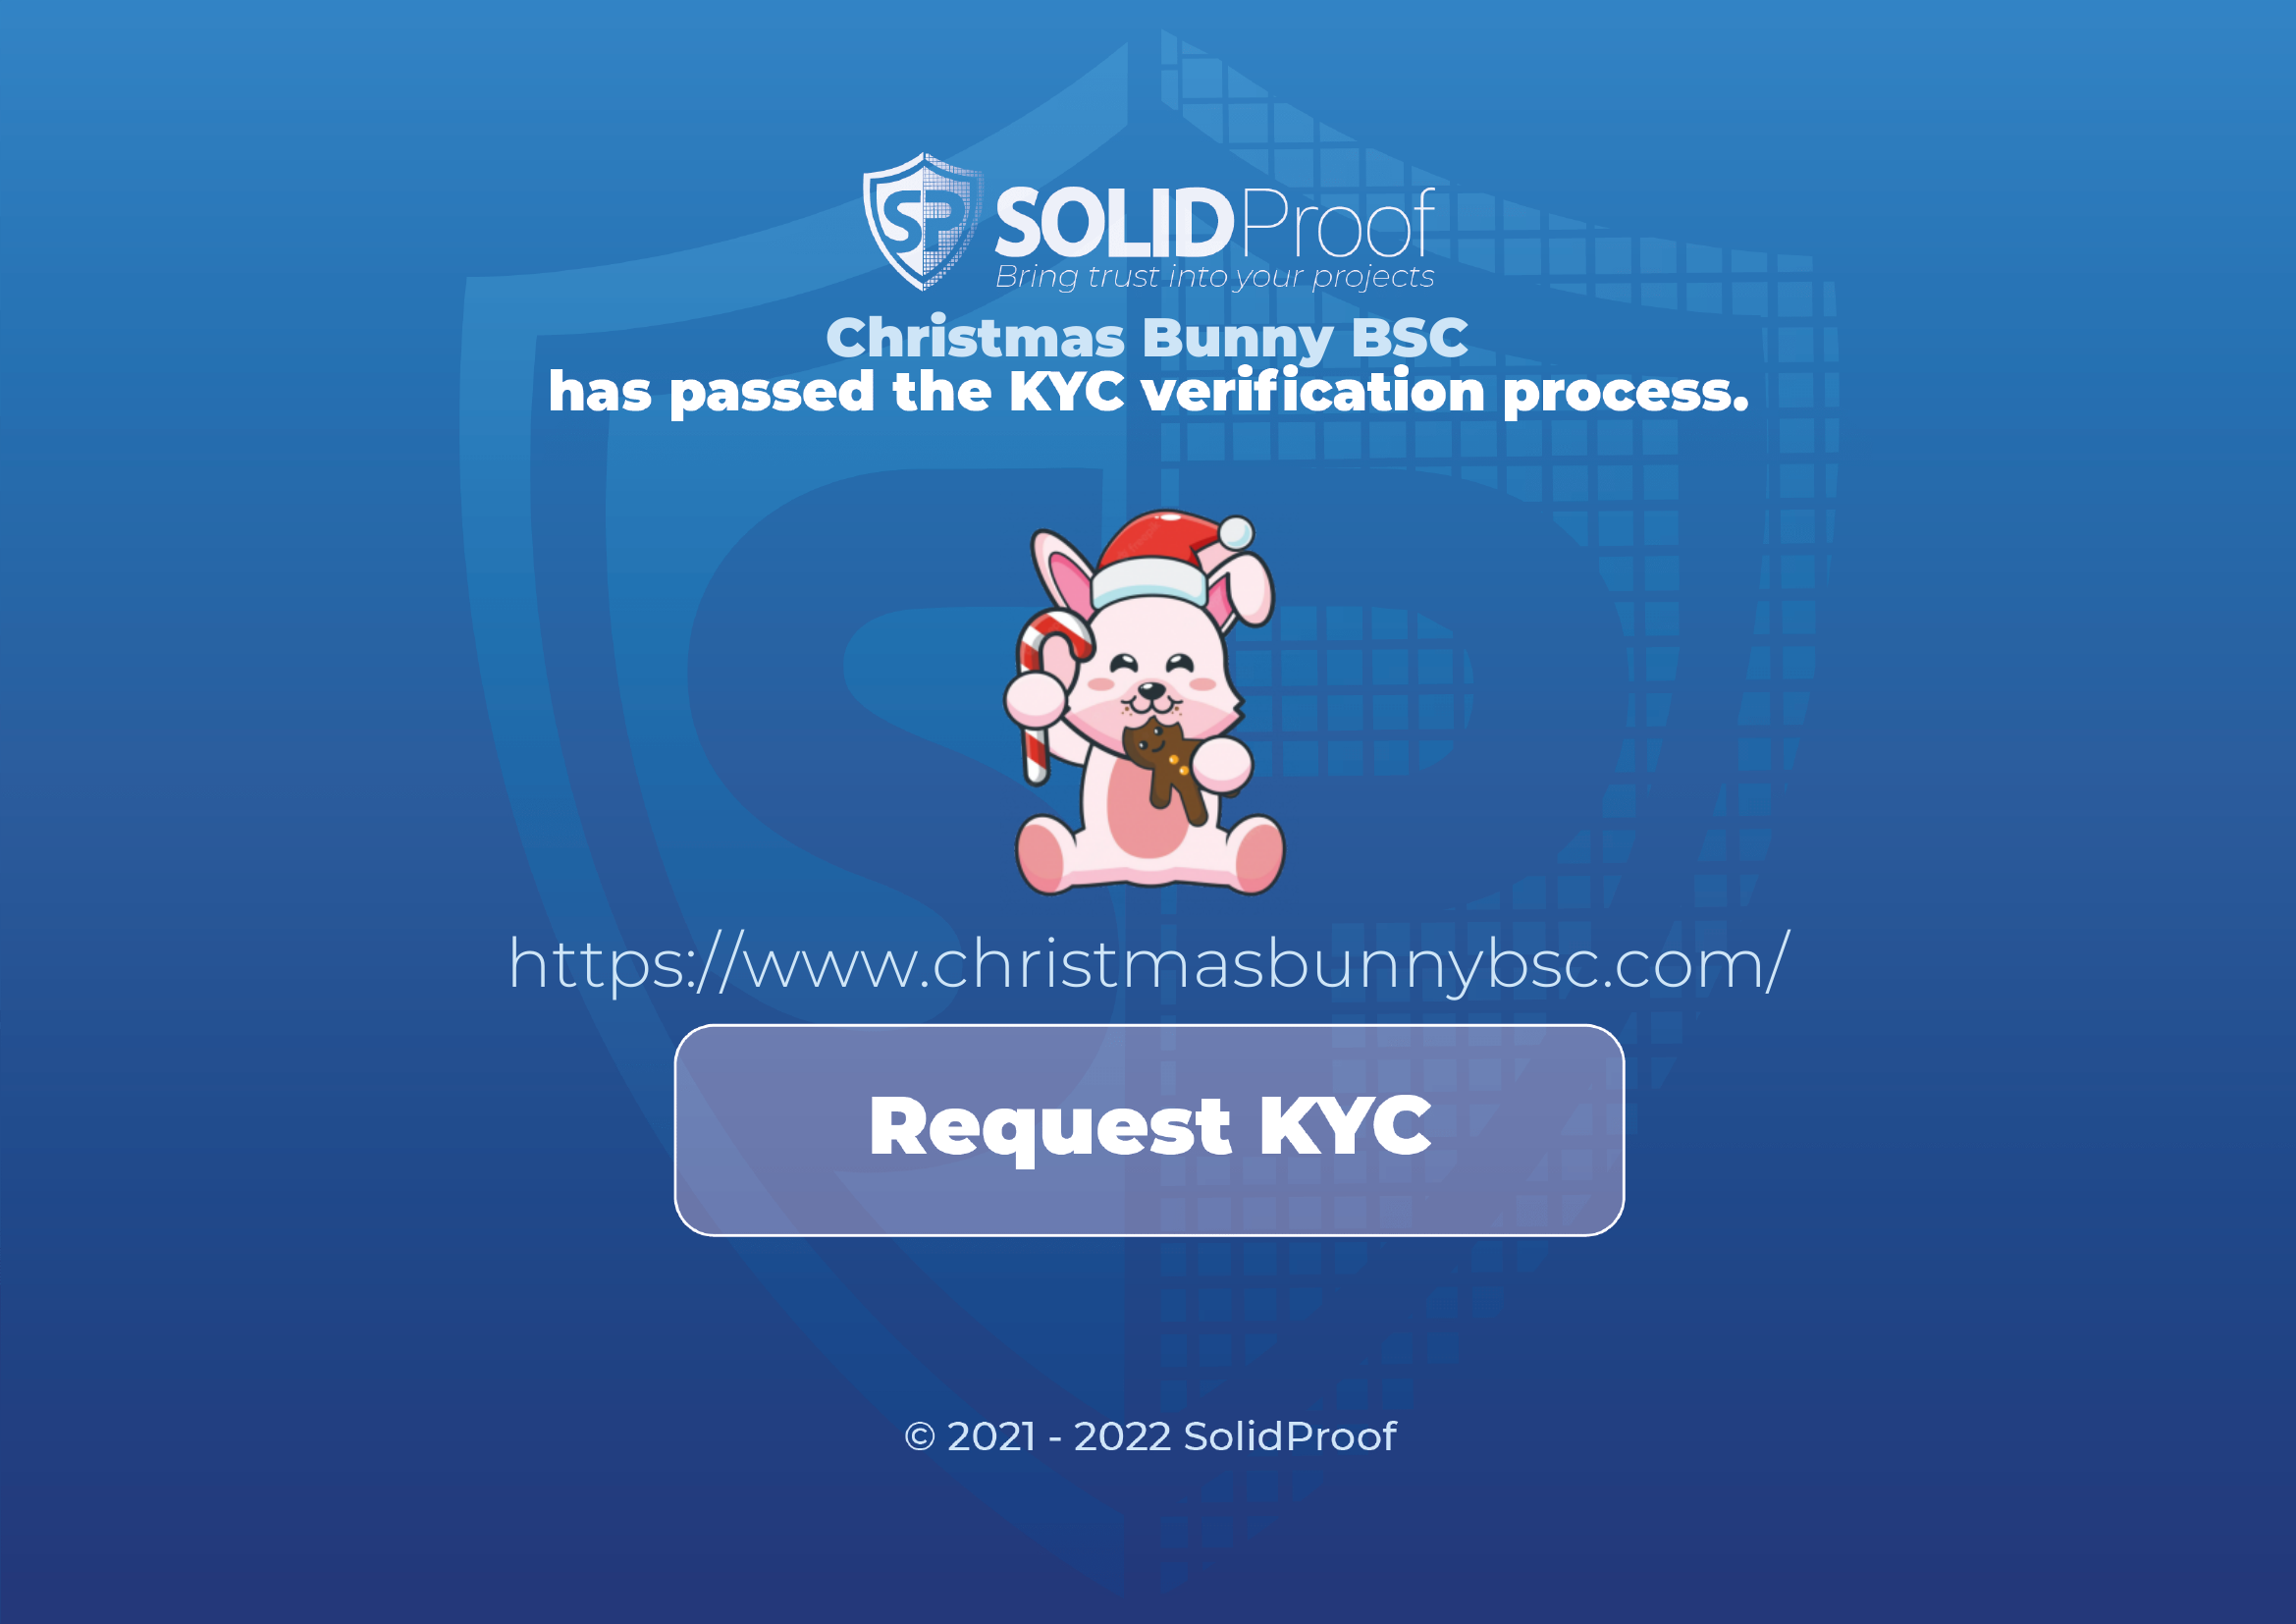 SP
SOLIDProof
Bring trust into your projects
Christmas Bunny BSC
has passed the KYC verification process.
https://www.christmasbunnybsc.com/
Request KYC
© 2021 - 2022 SolidProof